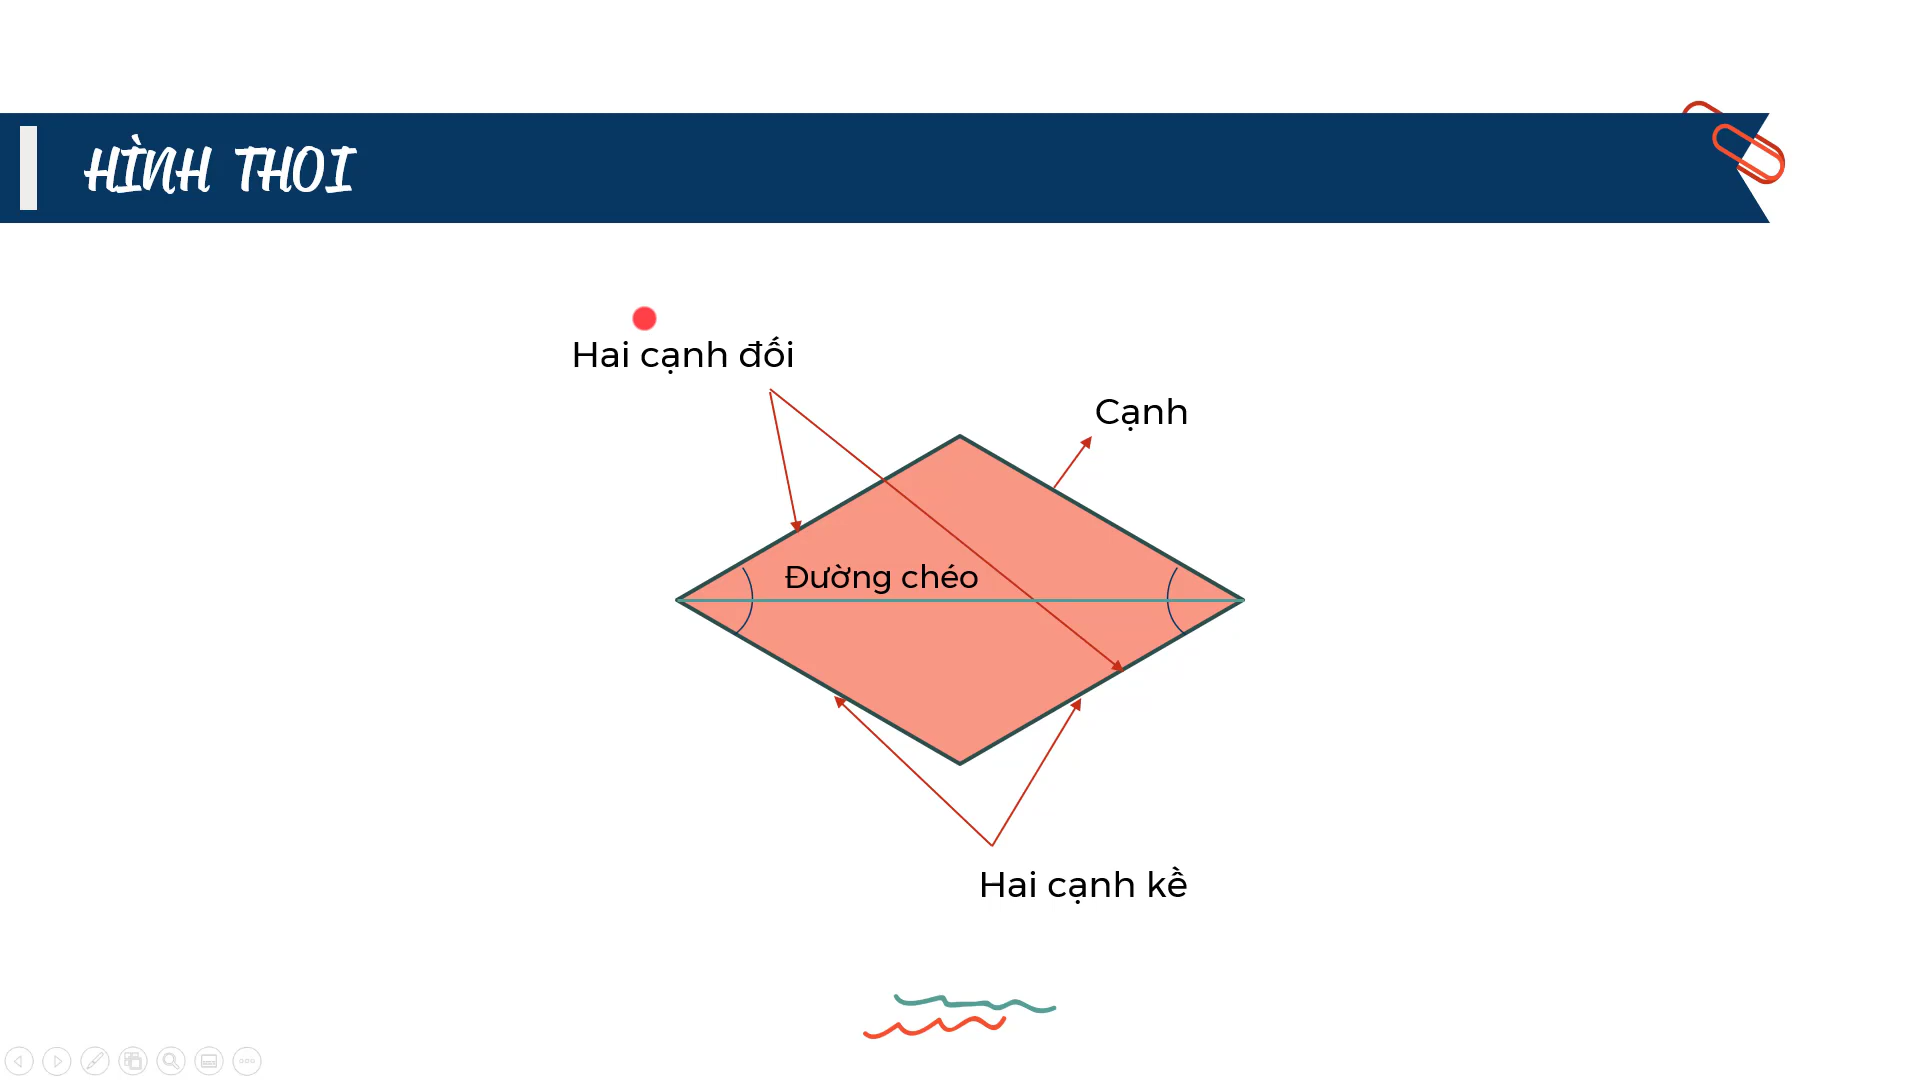 HÌNH THOI
Hai cạnh đối
Cạnh
Đường chéo
Hai cạnh kề